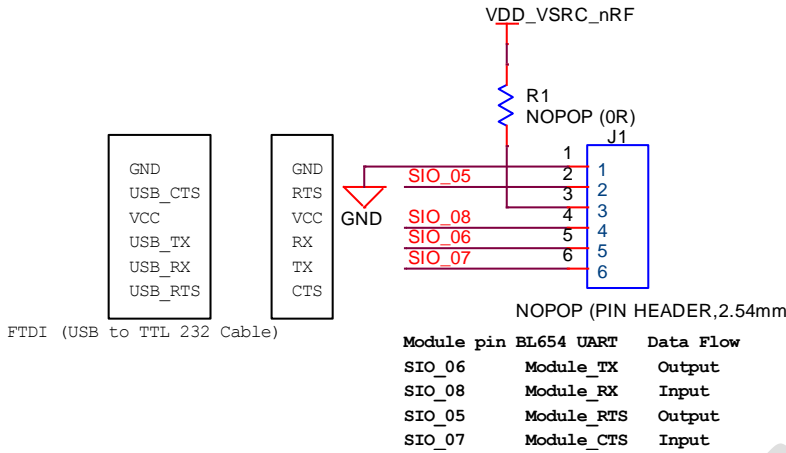 VDD_VSRC_nRF
R1
NOPOP (0R)
J1
GND
USB_CTS
VCC
USB_TX
USB_RX
USB_RTS
GND
RTS
VCC
RX
TX
CTS
GND
SIO_05
SIO_08
SIO_06
SIO_07
1
2
3
4
5
6
1
2
3
4
5
6
NOPOP (PIN HEADER,2.54mm
FTDI (USB to TTL 232 Cable)
Module pin BL654 UART Data Flow
SIO_06 Module_TX Output
SIO_08 Module_RX Input
SIO_05 Module_RTS Output
SIO_07 Module_CTS Input